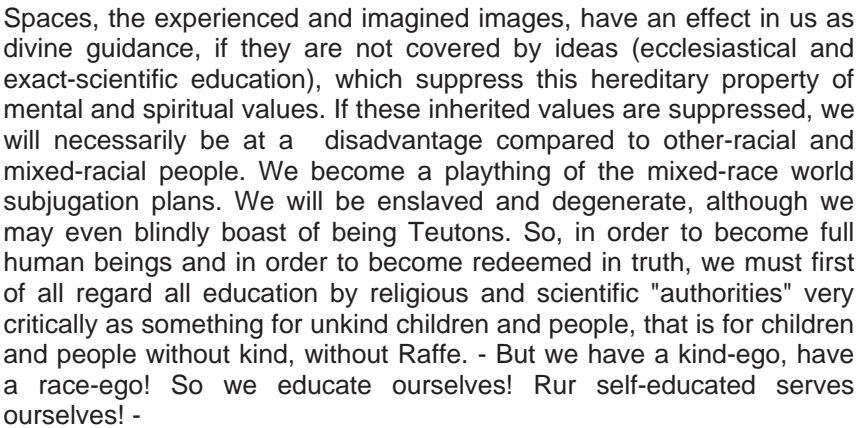 Spaces, the experienced and imagined images, have an effect in us as
divine guidance, if they are not covered by ideas (ecclesiastical and
exact-scientific education), which suppress this hereditary property of
mental and spiritual values. If these inherited values are suppressed, we
will necessarily be at a disadvantage compared to other-racial and
mixed-racial people. We become a plaything of the mixed-race world
subjugation plans. We will be enslaved and degenerate, although we
may even blindly boast of being Teutons. So, in order to become full
human beings and in order to become redeemed in truth, we must first
of all regard all education by religious and scientific "authorities" very
critically as something for unkind children and people, that is for children
and people without kind, without Raffe. - But we have a kind-ego, have
a race-ego! So we educate ourselves! Rur self-educated serves
ourselves! -